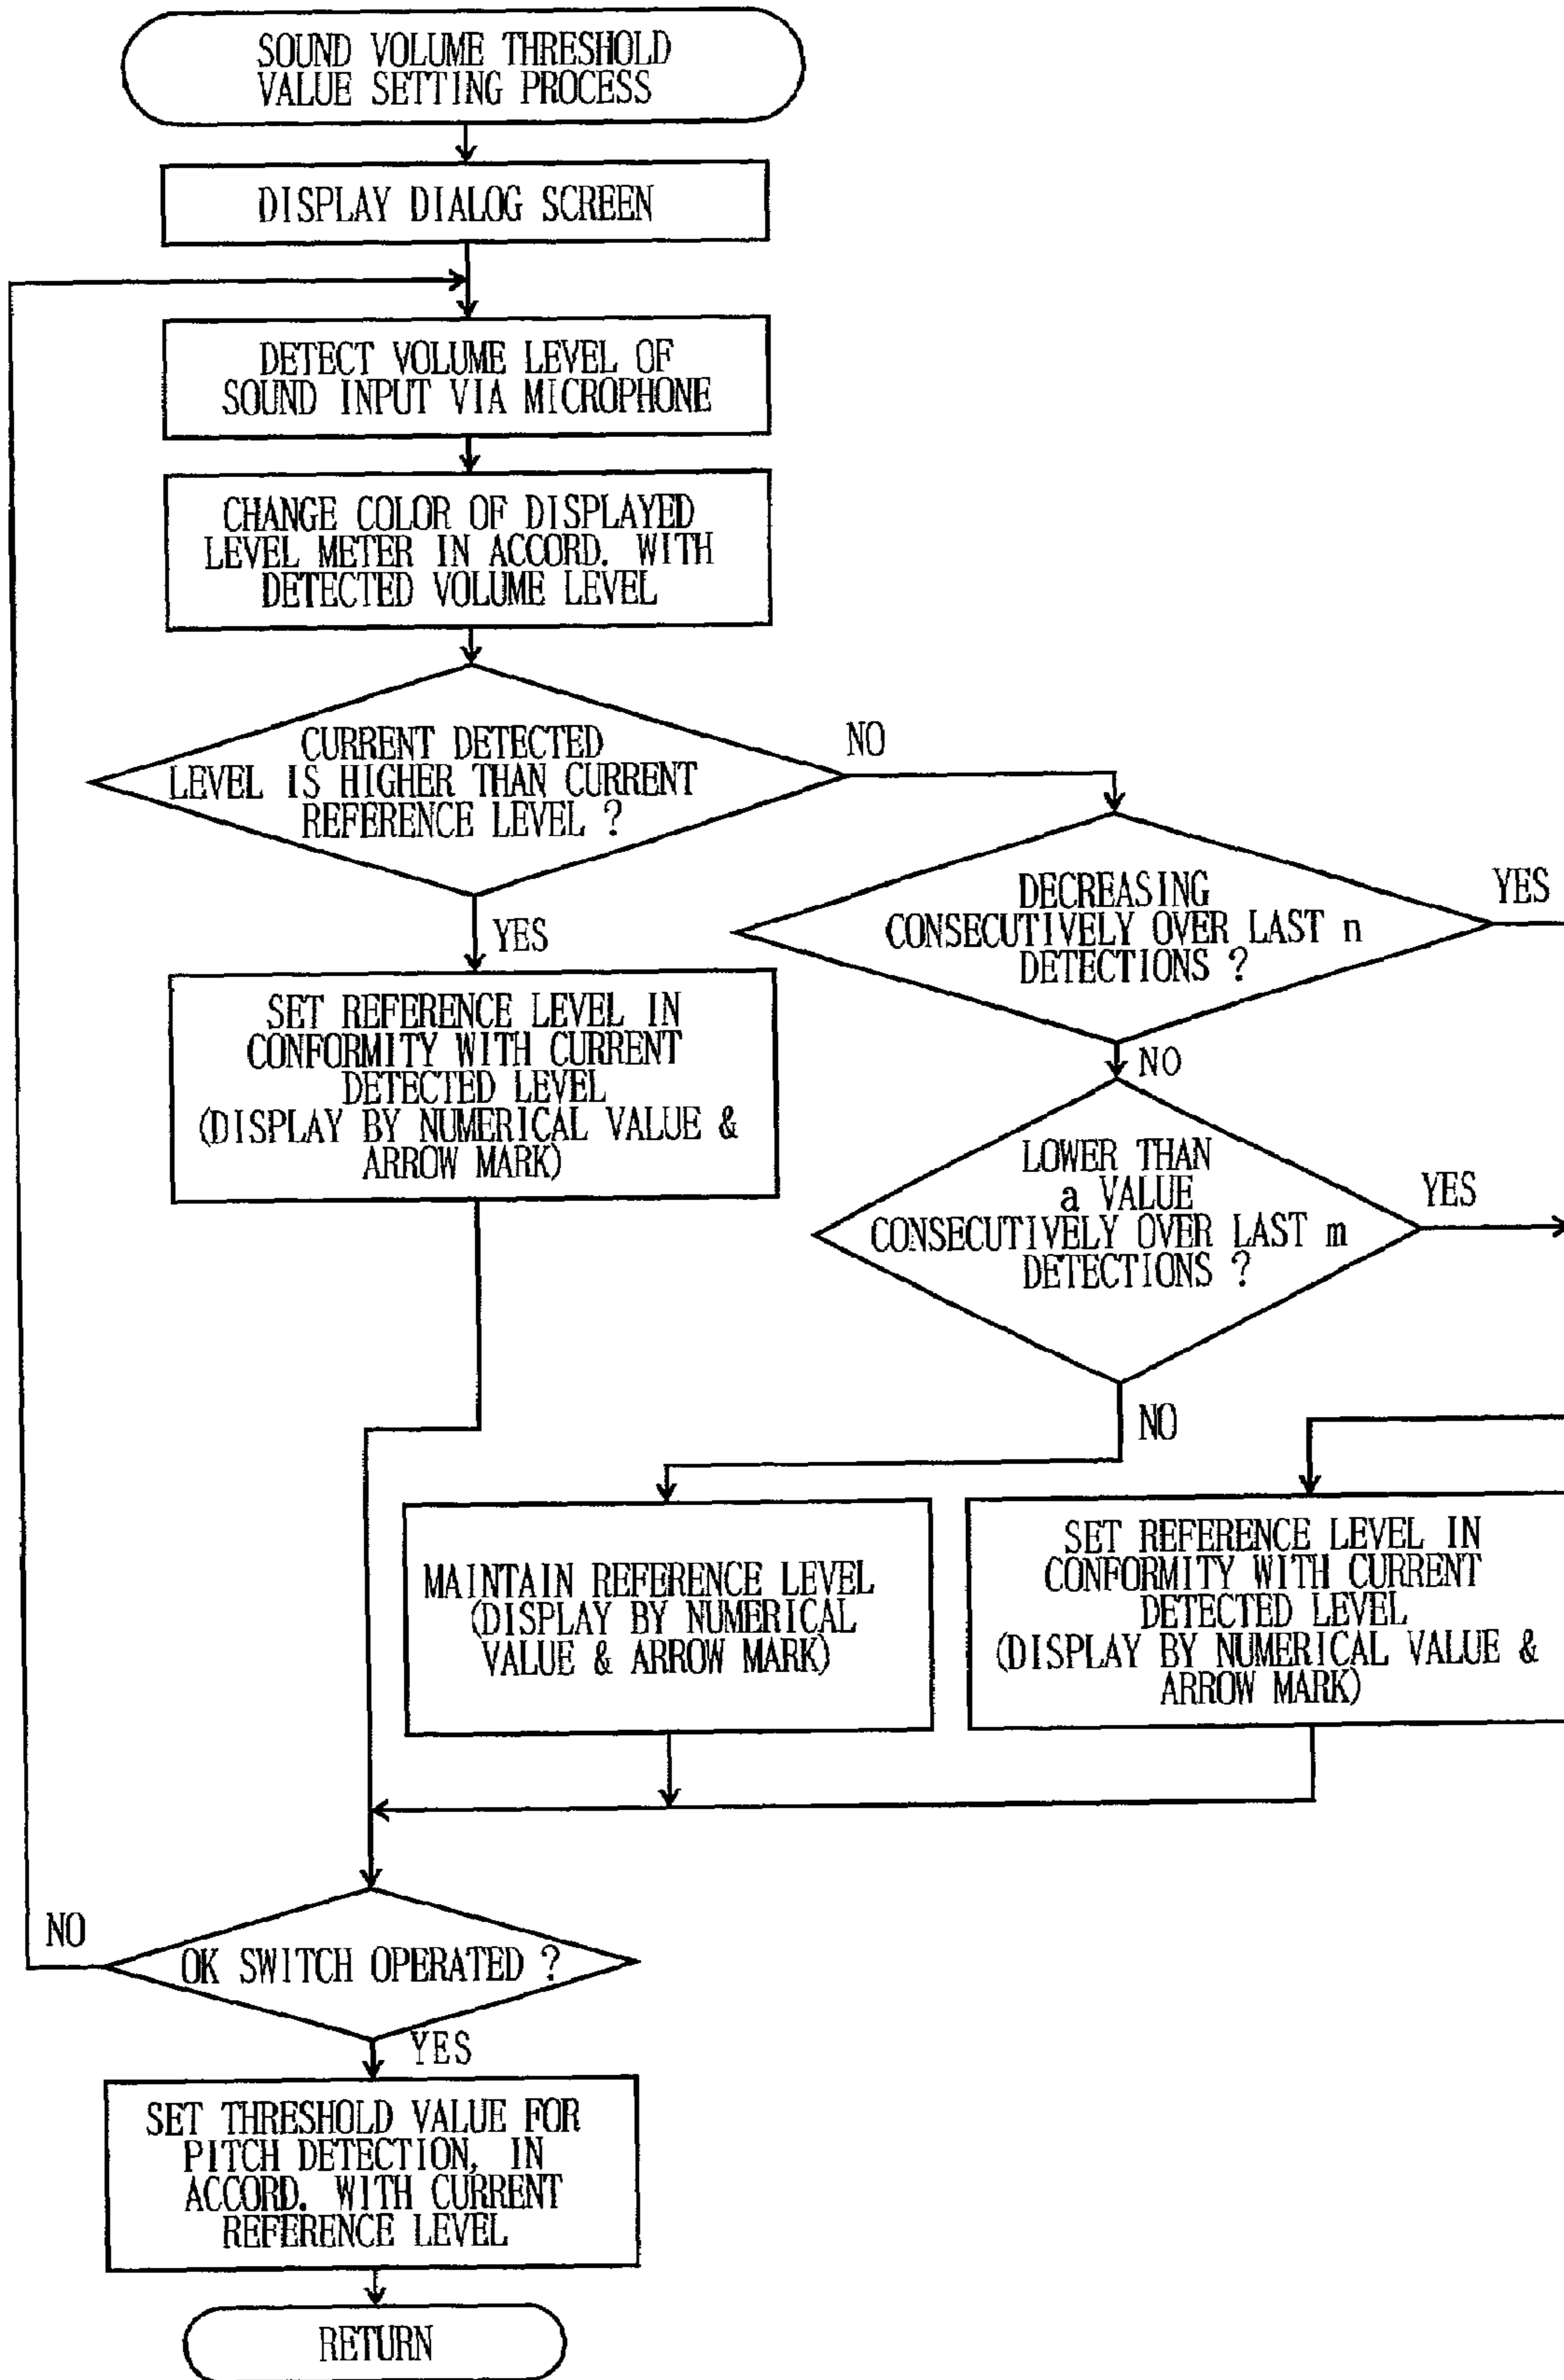 SOUND VOLUME THRESHOLD
VALUE SETTING PROCESS
DISPLAY DIALOG SCREEN
DETECT VOLUME LEVEL OF
SOUND INPUT VIA MICROPHONE
CHANGE COLOR OF DISPLAYED
LEVEL METER IN ACCORD. WITH
DETECTED VOLUME LEVEL
CURRENT DETECTED
LEVEL IS HIGHER THAN CURRENT
REFERENCE LEVEL ?
NO
YES
DECREASING
CONSECUTIVELY OVER LAST n
DETECTIONS ?
YES
NO
SET REFERENCE LEVEL IN
CONFORMITY WITH CURRENT
DETECTED LEVEL
(DISPLAY BY NUMERICAL VALUE &
ARROW MARK)
LOWER THAN
a VALUE
CONSECUTIVELY OVER LAST m
DETECTIONS ?
YES
NO
MAINTAIN REFERENCE LEVEL
(DISPLAY BY NUMERICAL
VALUE & ARROW MARK)
SET REFERENCE LEVEL IN
CONFORMITY WITH CURRENT
DETECTED LEVEL
(DISPLAY BY NUMERICAL VALUE &
ARROW MARK)
NO
OK SWITCH OPERATED ?
YES
SET THRESHOLD VALUE FOR
PITCH DETECTION, IN
ACCORD. WITH CURRENT
REFERENCE LEVEL
RETURN